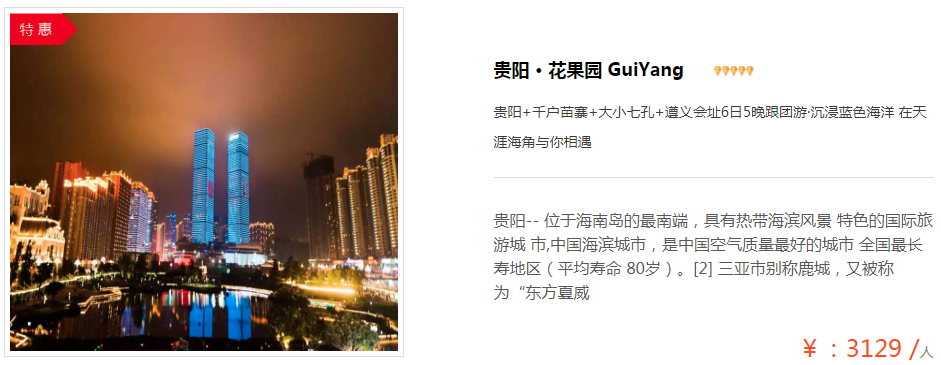 特惠
贵阳·花果园 GuiYang
贵阳+千户苗寨+大小七孔+遵义会址6日5晚跟团游·沉浸蓝色海洋 在天
涯海角与你相遇
贵阳-- 位于海南岛的最南端，具有热带海滨风景 特色的国际旅
游城 市,中国海滨城市，是中国空气质量最好的城市 全国最长
寿地区（平均寿命 80岁）。[2] 三亚市别称鹿城，又被称
为“东方夏威
￥：3129 /人